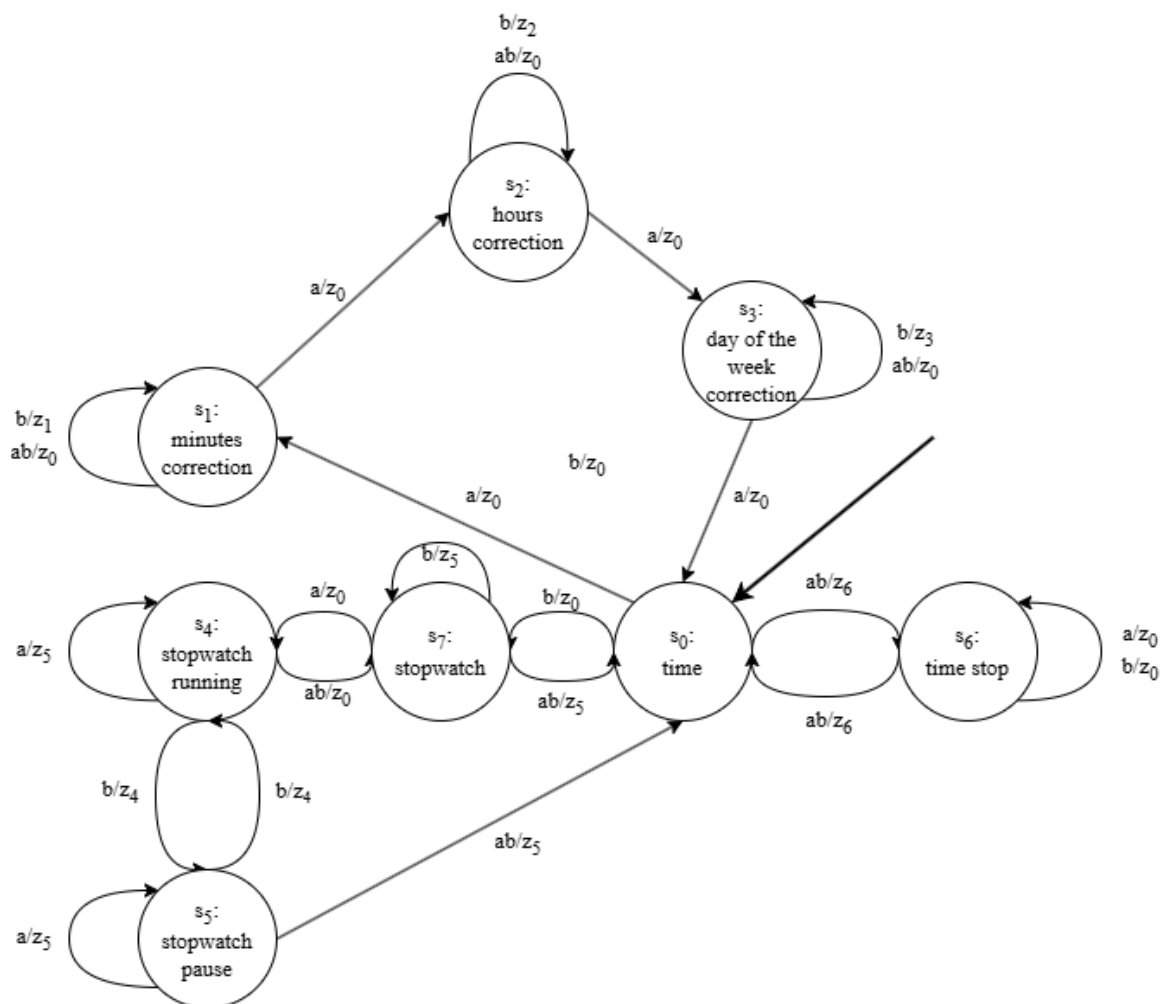 b/z₂
ab/z₀
s₂:
hours
correction
a/z₀
a/z₀
s₃:
day of the
week
correction
b/z₃
ab/z₀
b/z₁
ab/z₀
s₁:
minutes
correction
b/z₀
a/z₀
a/z₀
b/z₅
a/z₀
b/z₀
ab/z₆
s₄:
stopwatch
running
a/z₅
s₇:
stopwatch
s₀:
time
s₆:
time stop
a/z₀
b/z₀
ab/z₀
ab/z₅
ab/z₆
b/z₄
b/z₄
ab/z₅
s₅:
stopwatch
pause
a/z₅